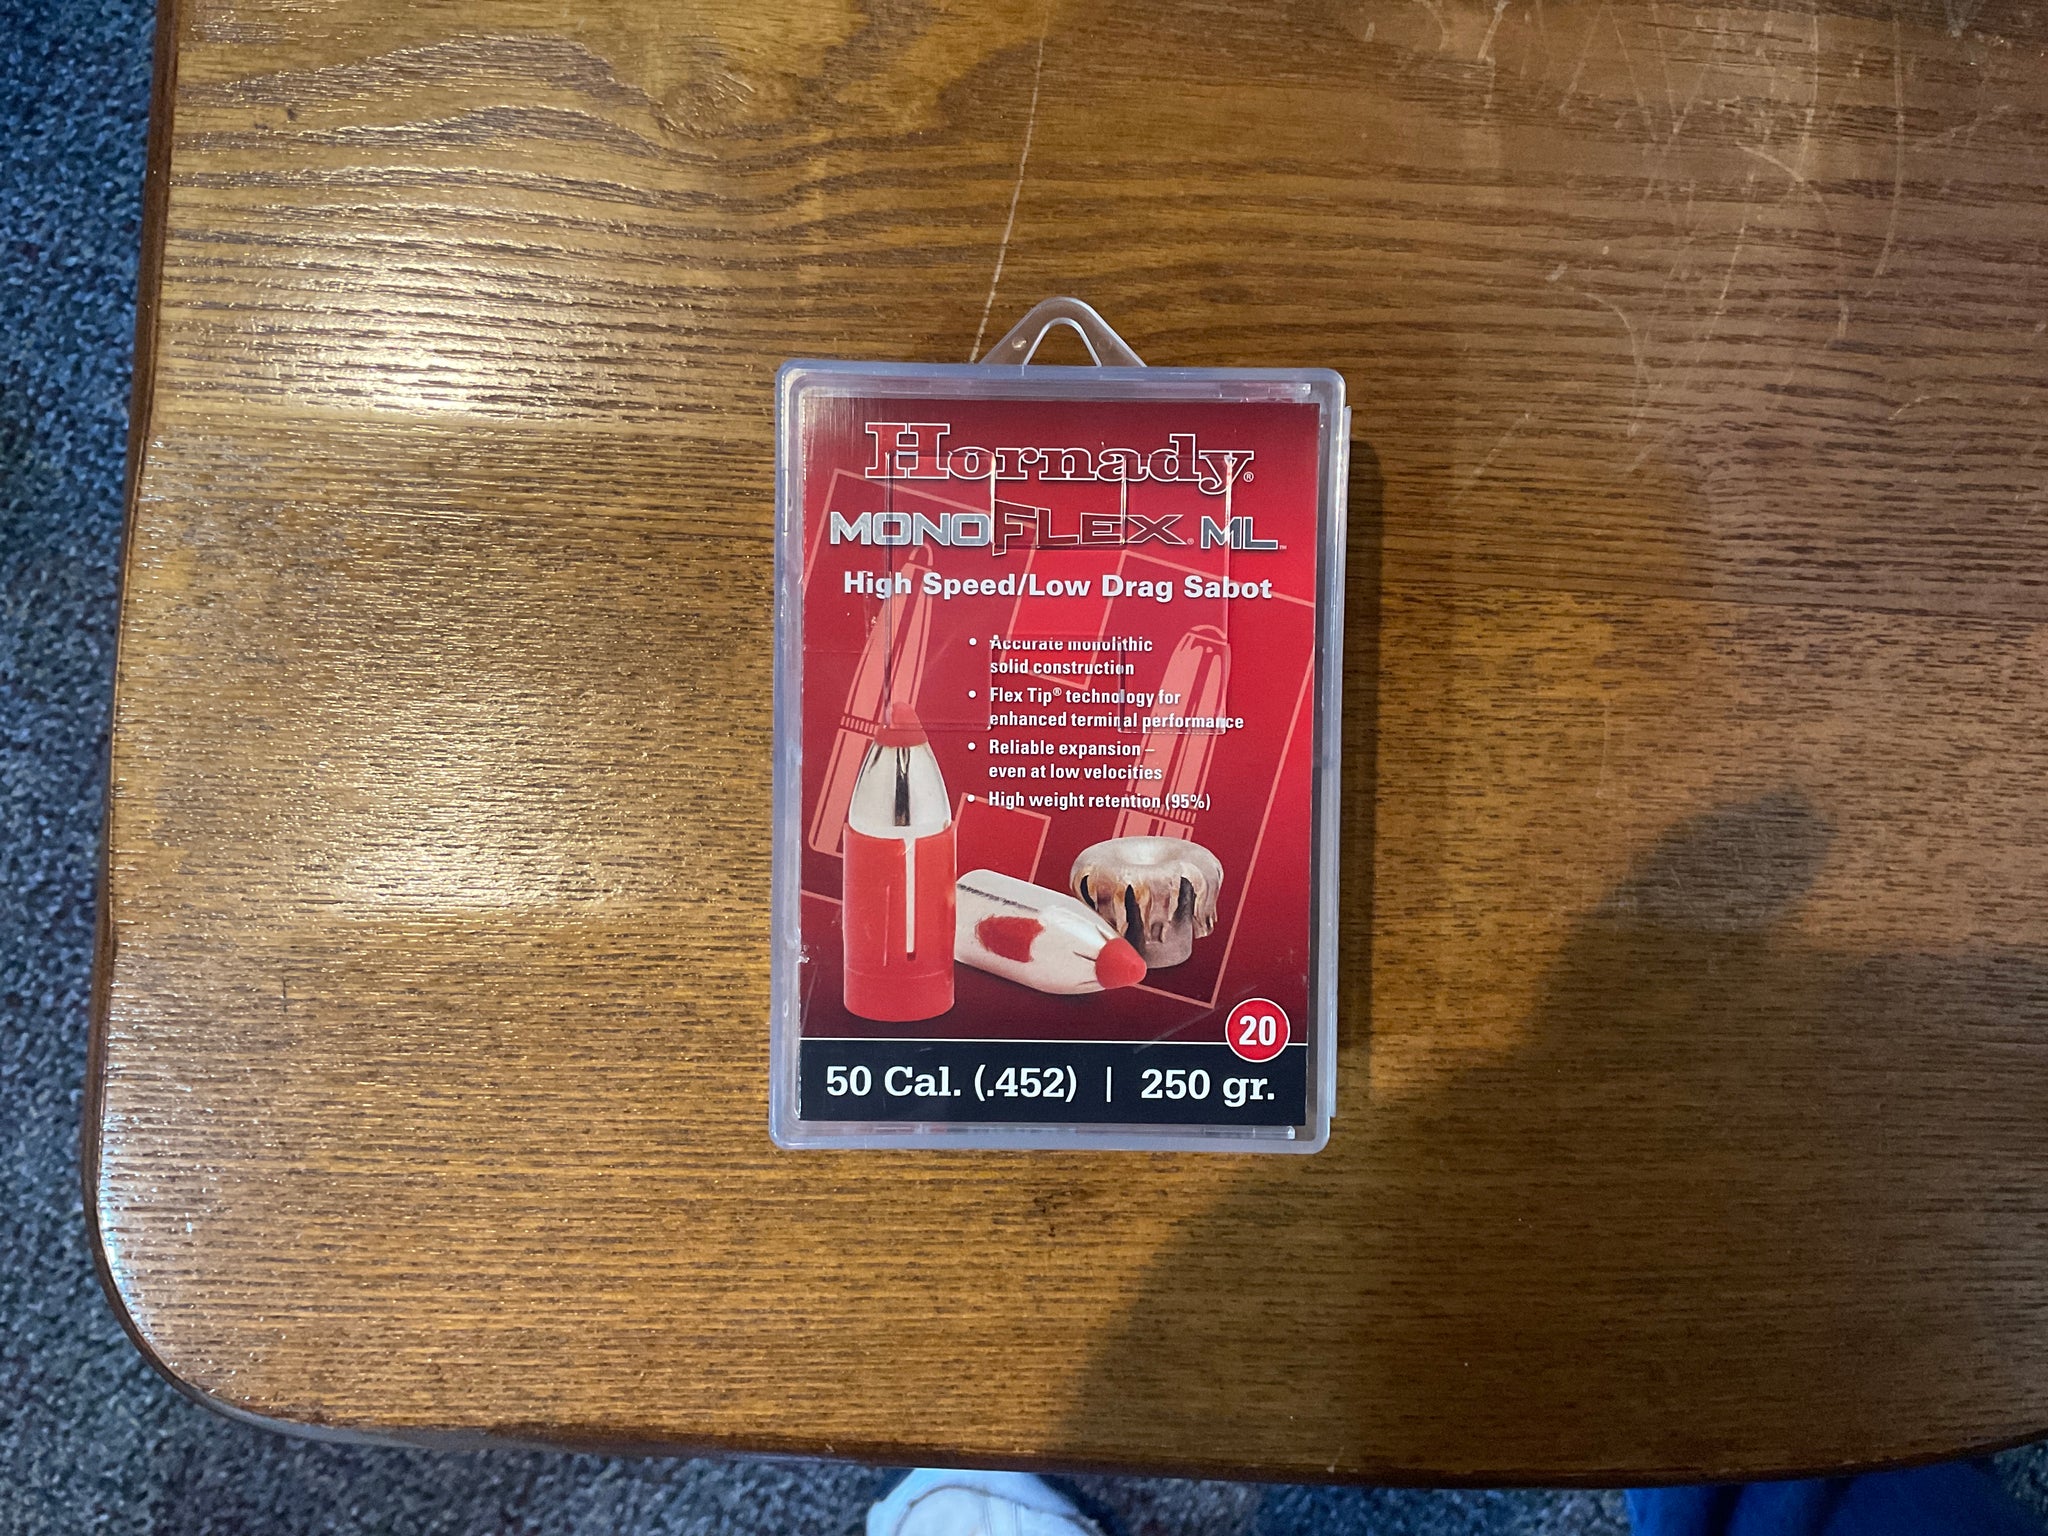 Hornady®
MONOFLEX® ML™
High Speed/Low Drag Sabot
• Accurate monolithic
solid construction
• Flex Tip® technology for
enhanced terminal performance
• Reliable expansion –
even at low velocities
• High weight retention (95%)
20
50 Cal. (.452) | 250 gr.